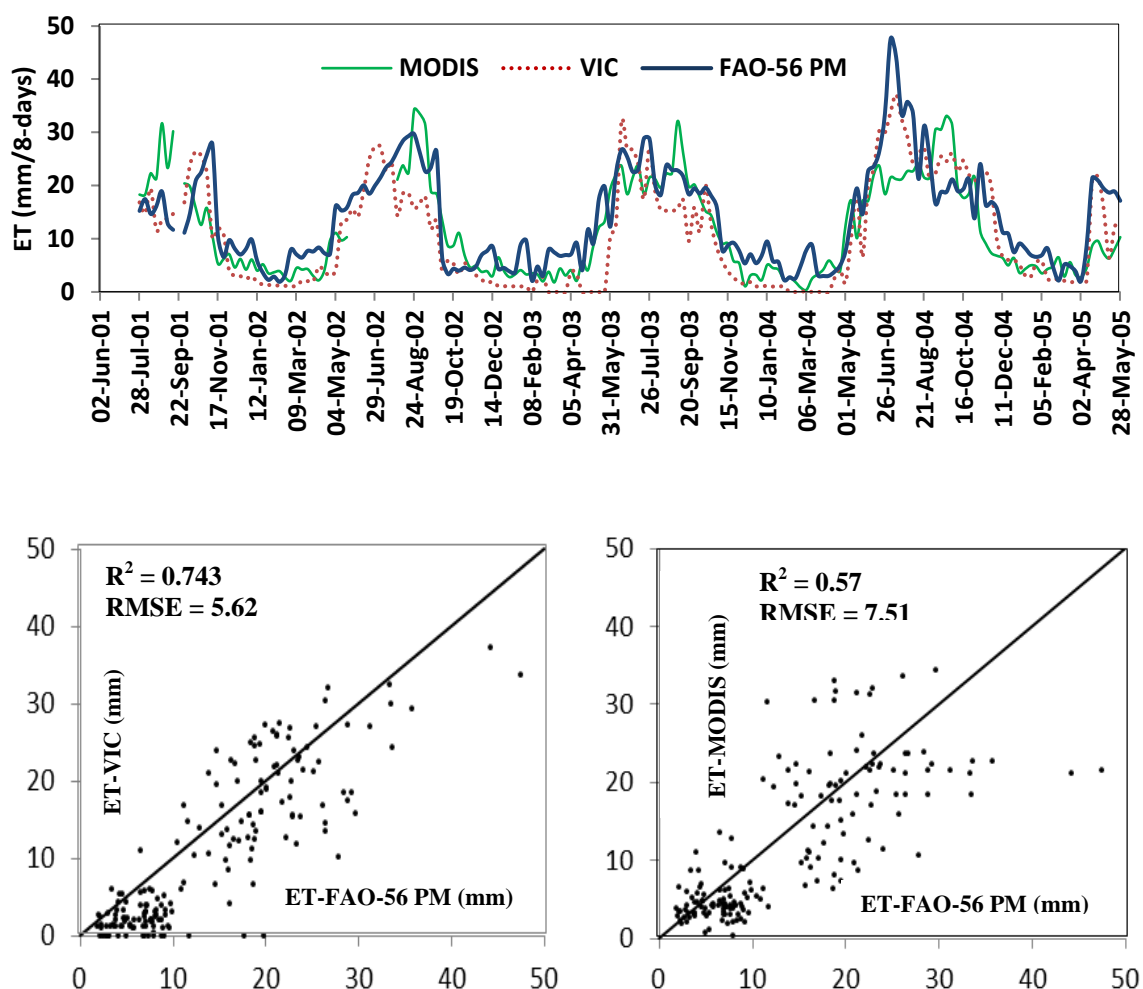 50
40
30
20
10
0
ET (mm/8-days)
MODIS
VIC
FAO-56 PM
02-Jun-01
28-Jul-01
22-Sep-01
17-Nov-01
12-Jan-02
09-Mar-02
04-May-02
29-Jun-02
24-Aug-02
19-Oct-02
14-Dec-02
08-Feb-03
05-Apr-03
31-May-03
26-Jul-03
20-Sep-03
15-Nov-03
10-Jan-04
06-Mar-04
01-May-04
26-Jun-04
21-Aug-04
16-Oct-04
11-Dec-04
05-Feb-05
02-Apr-05
28-May-05
50
40
30
20
10
0
R² = 0.743
RMSE = 5.62
ET-VIC (mm)
ET-FAO-56 PM (mm)
0
10
20
30
40
50
50
40
30
20
10
0
R² = 0.57
RMSE = 7.51
ET-MODIS (mm)
ET-FAO-56 PM (mm)
0
10
20
30
40
50